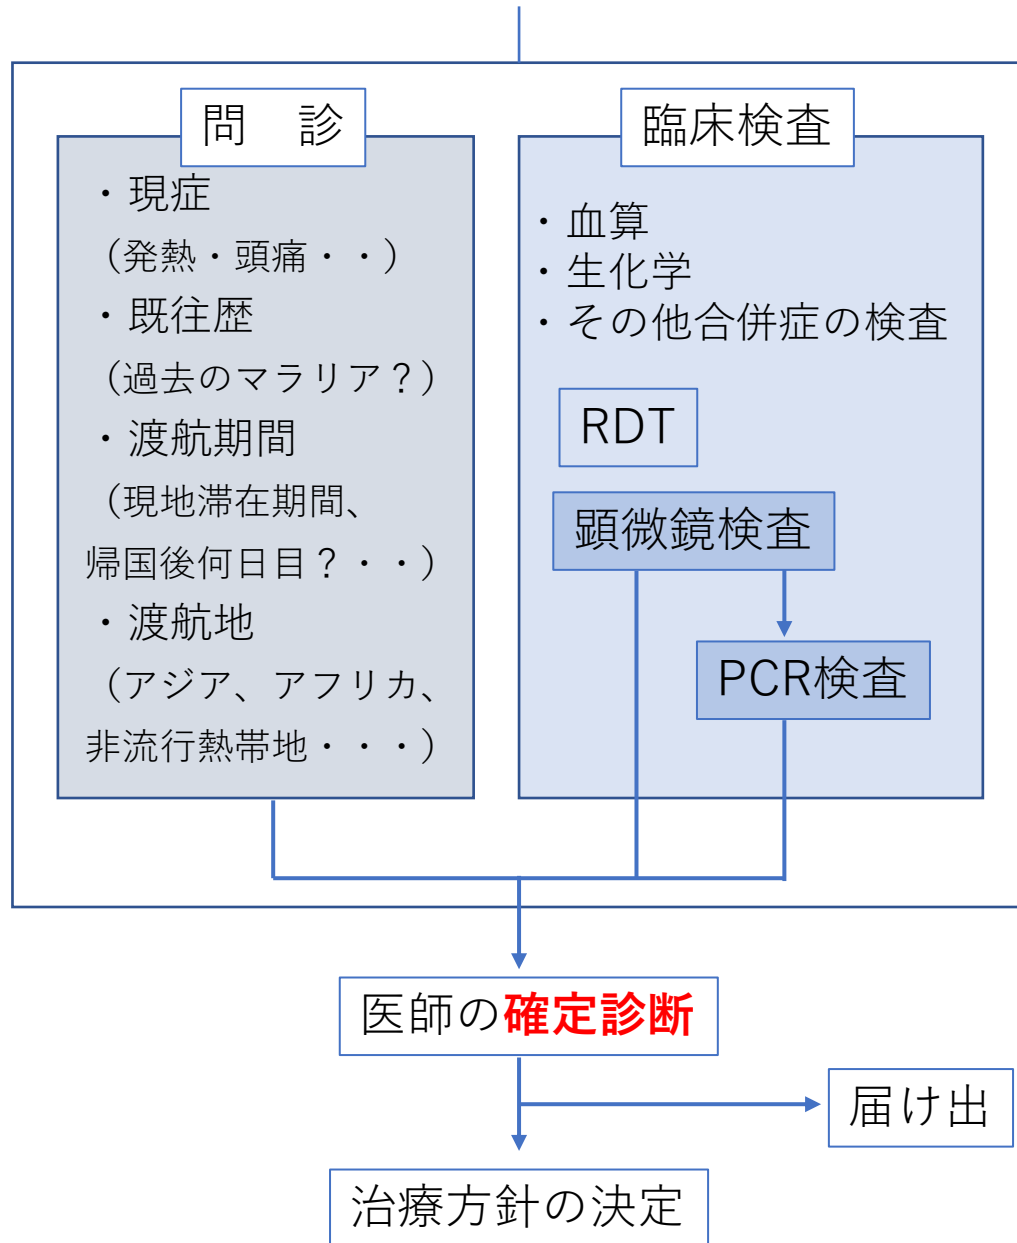 問　診
・現症
（発熱・頭痛・・）
・既往歴
（過去のマラリア？）
・渡航期間
（現地滞在期間、
帰国後何日目？・・）
・渡航地
（アジア、アフリカ、
非流行熱帯地・・・）
臨床検査
・血算
・生化学
・その他合併症の検査
RDT
顕微鏡検査
PCR検査
医師の確定診断
届け出
治療方針の決定